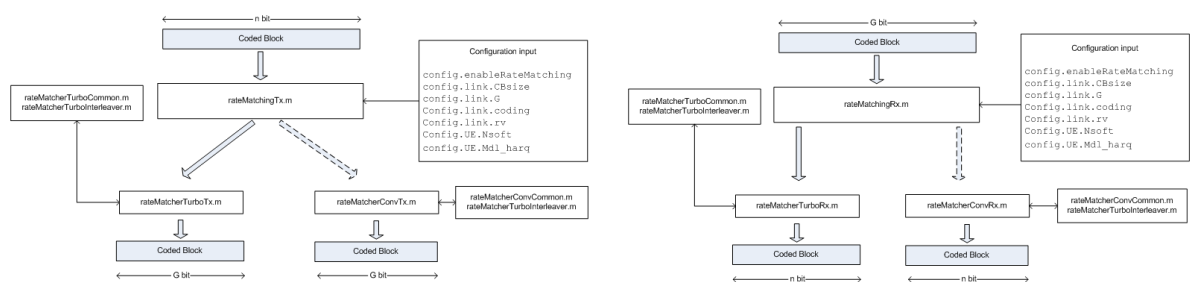 n bit
Coded Block
Configuration input
config.enableRateMatching
config.link.CBsize
config.link.G
Config.link.coding
Config.link.rv
Config.UE.Nsoft
config.UE.Mdl_harq
rateMatcherTurboCommon.m
rateMatcherTurboInterleaver.m
rateMatchingTx.m
rateMatcherTurboTx.m
rateMatcherConvTx.m
rateMatcherConvCommon.m
rateMatcherTurboInterleaver.m
Coded Block
Coded Block
G bit
G bit
G bit
Coded Block
Configuration input
config.enableRateMatching
config.link.CBsize
config.link.G
Config.link.coding
Config.link.rv
Config.UE.Nsoft
config.UE.Mdl_harq
rateMatcherTurboCommon.m
rateMatcherTurboInterleaver.m
rateMatchingRx.m
rateMatcherTurboRx.m
rateMatcherConvRx.m
rateMatcherConvCommon.m
rateMatcherTurboInterleaver.m
Coded Block
Coded Block
n bit
n bit